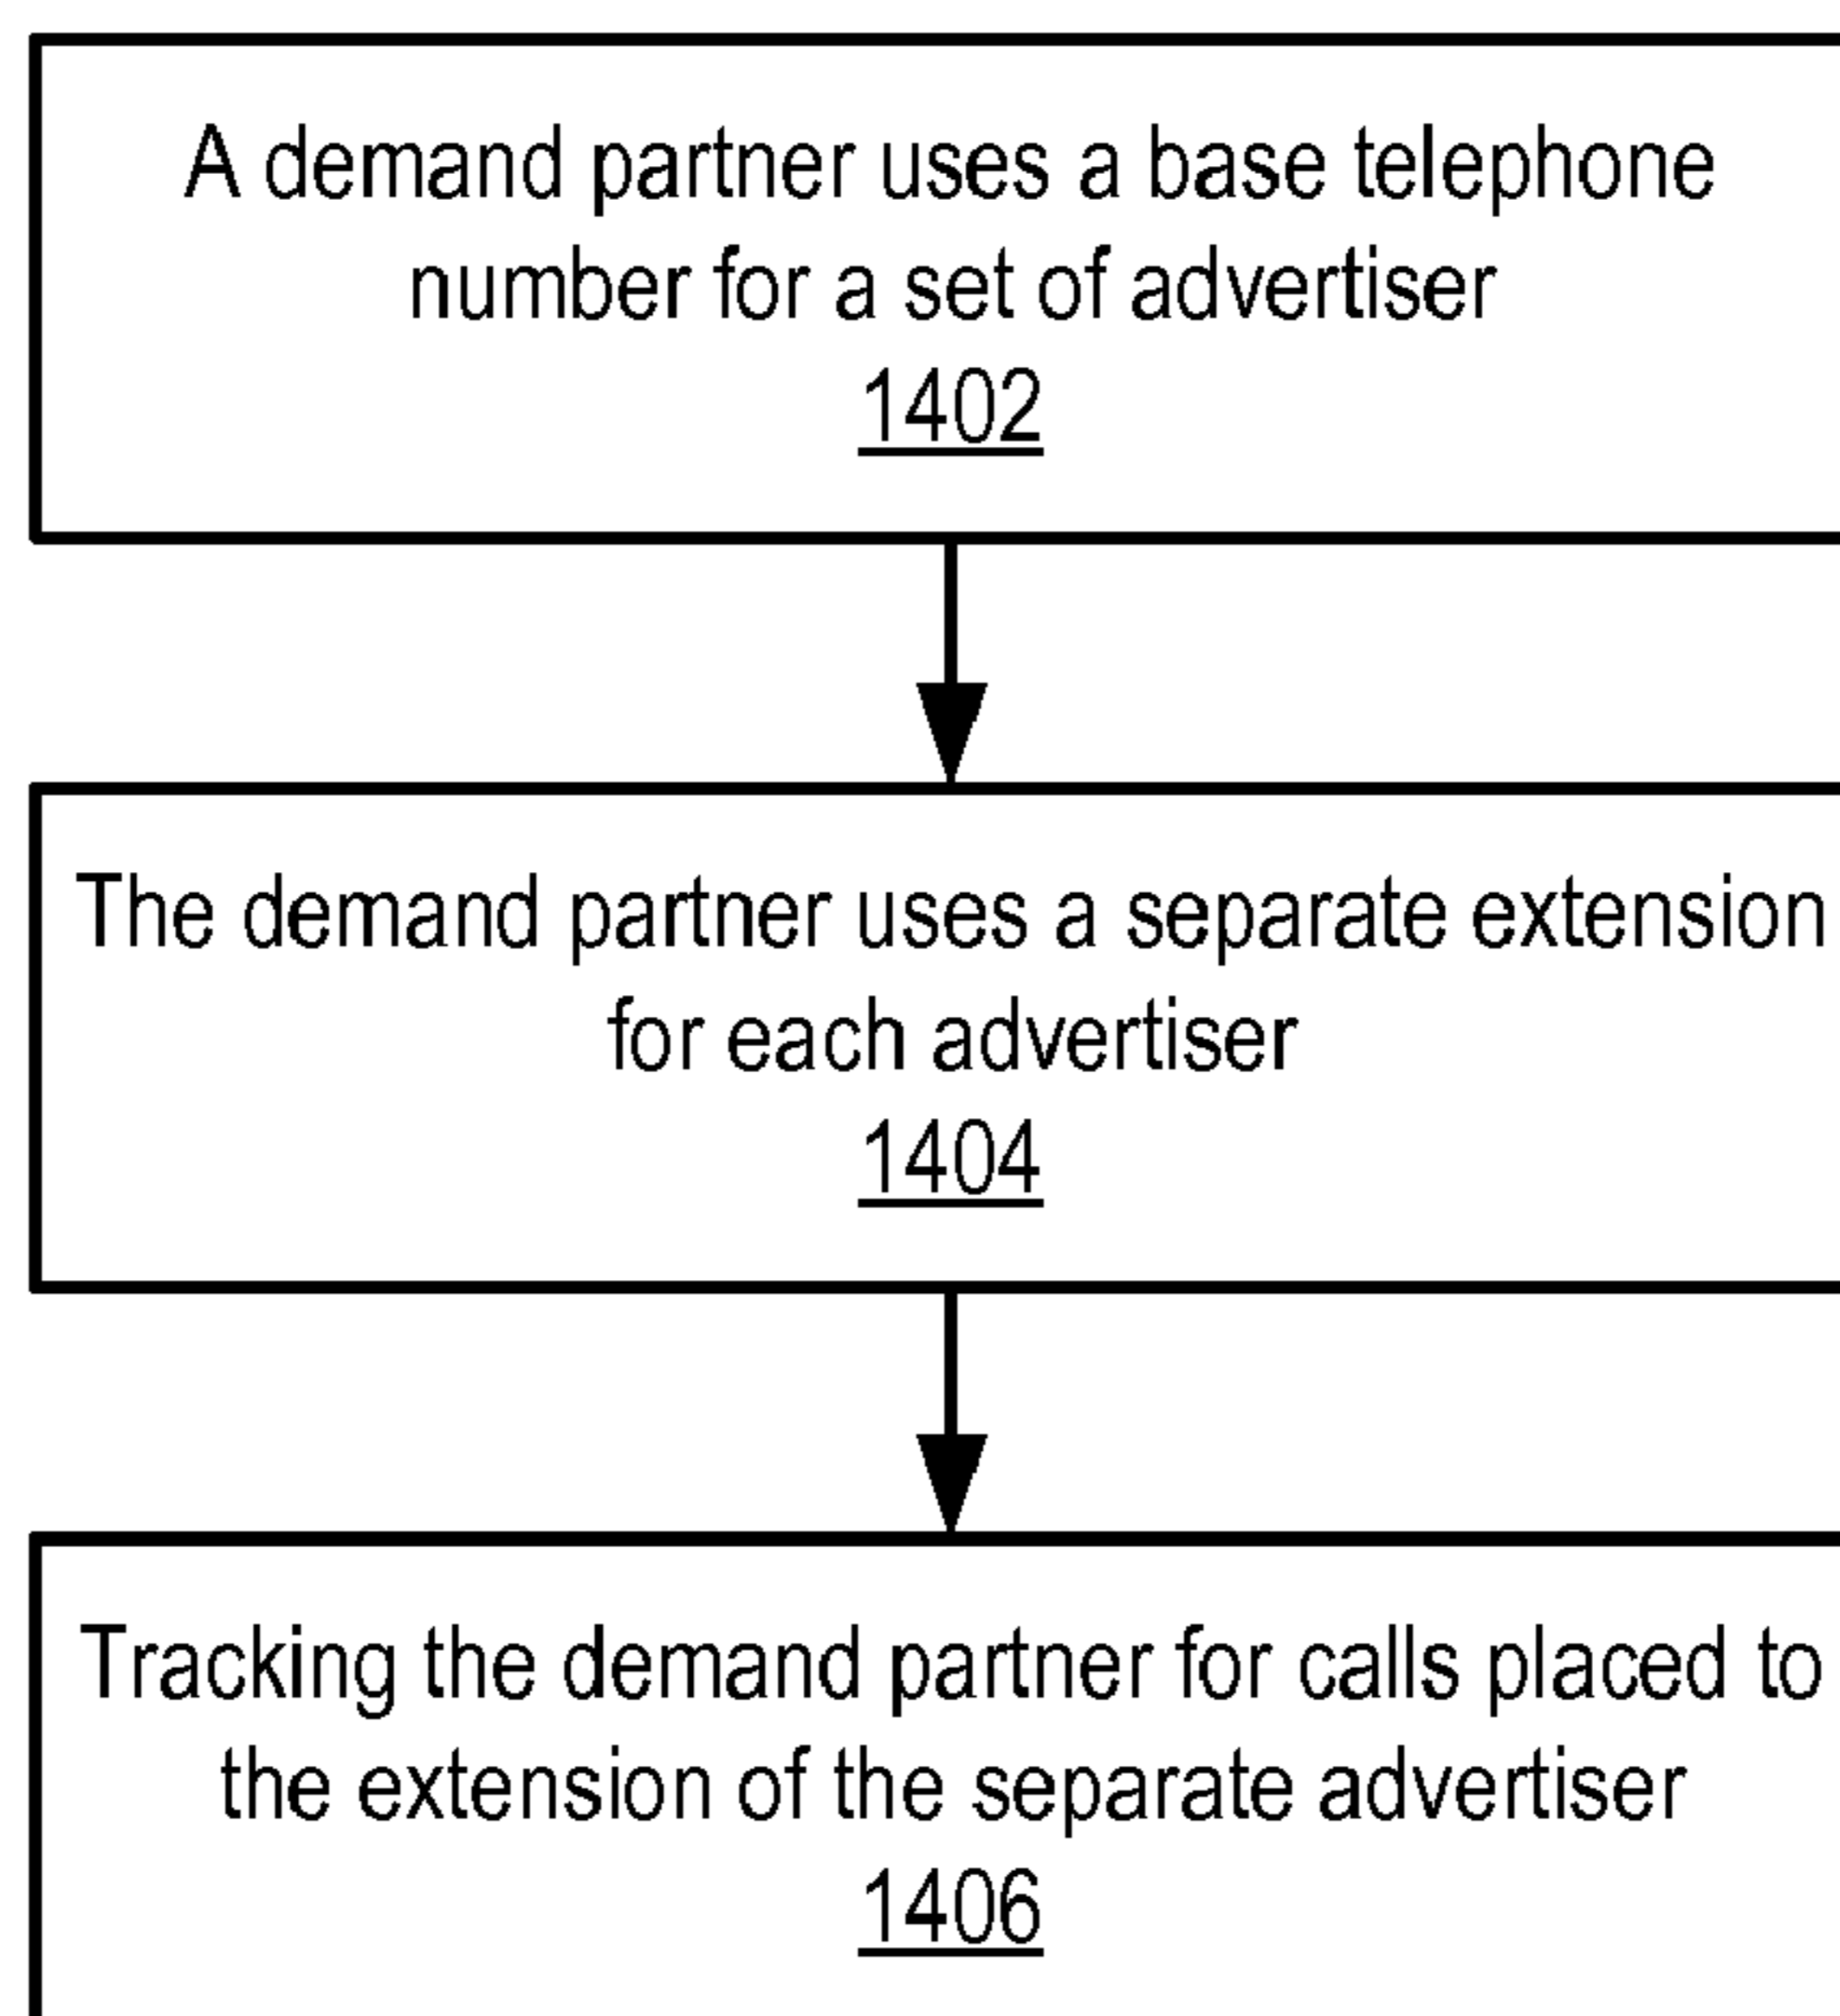 A demand partner uses a base telephone
number for a set of advertiser
1402
The demand partner uses a separate extension
for each advertiser
1404
Tracking the demand partner for calls placed to
the extension of the separate advertiser
1406